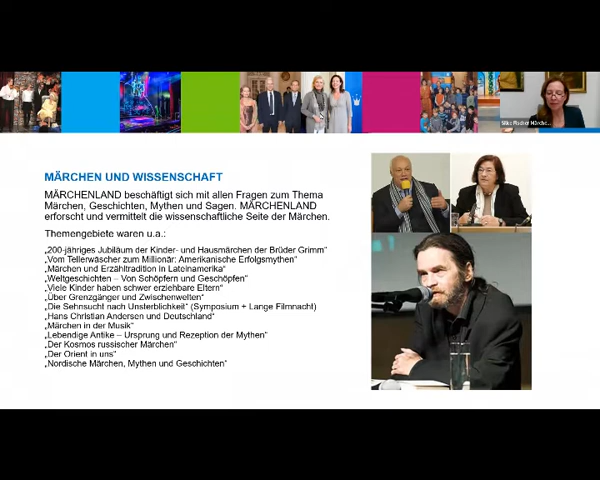 Silke Fischer Märche...
MÄRCHEN UND WISSENSCHAFT
MÄRCHENLAND beschäftigt sich mit allen Fragen zum Thema
Märchen, Geschichten, Mythen und Sagen. MÄRCHENLAND
erforscht und vermittelt die wissenschaftliche Seite der Märchen.
Themengebiete waren u.a.:
„200-jähriges Jubiläum der Kinder- und Hausmärchen der Brüder Grimm“
„Vom Tellerwäscher zum Millionär: Amerikanische Erfolgsmythen“
„Märchen und Erzähltradition in Lateinamerika“
„Weltgeschichten – Von Schöpfern und Geschöpfen“
„Viele Kinder haben schwer erziehbare Eltern“
„Über Grenzgänger und Zwischenwelten“
„Die Sehnsucht nach Unsterblichkeit“ (Symposium + Lange Filmnacht)
„Hans Christian Andersen und Deutschland“
„Märchen in der Musik“
„Lebendige Antike – Ursprung und Rezeption der Mythen“
„Der Kosmos russischer Märchen“
„Der Orient in uns“
„Nordische Märchen, Mythen und Geschichten“